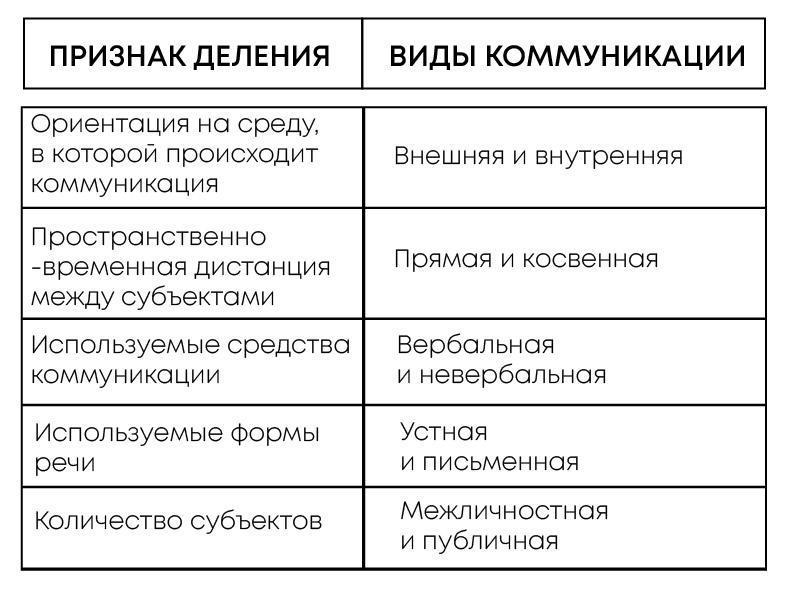 ПРИЗНАК ДЕЛЕНИЯ
ВИДЫ КОММУНИКАЦИИ
Ориентация на среду,
в которой происходит
коммуникация
Внешняя и внутренняя
Пространственно
-временная дистанция
между субъектами
Прямая и косвенная
Используемые средства
коммуникации
Вербальная
и невербальная
Используемые формы
речи
Устная
и письменная
Количество субъектов
Межличностная
и публичная